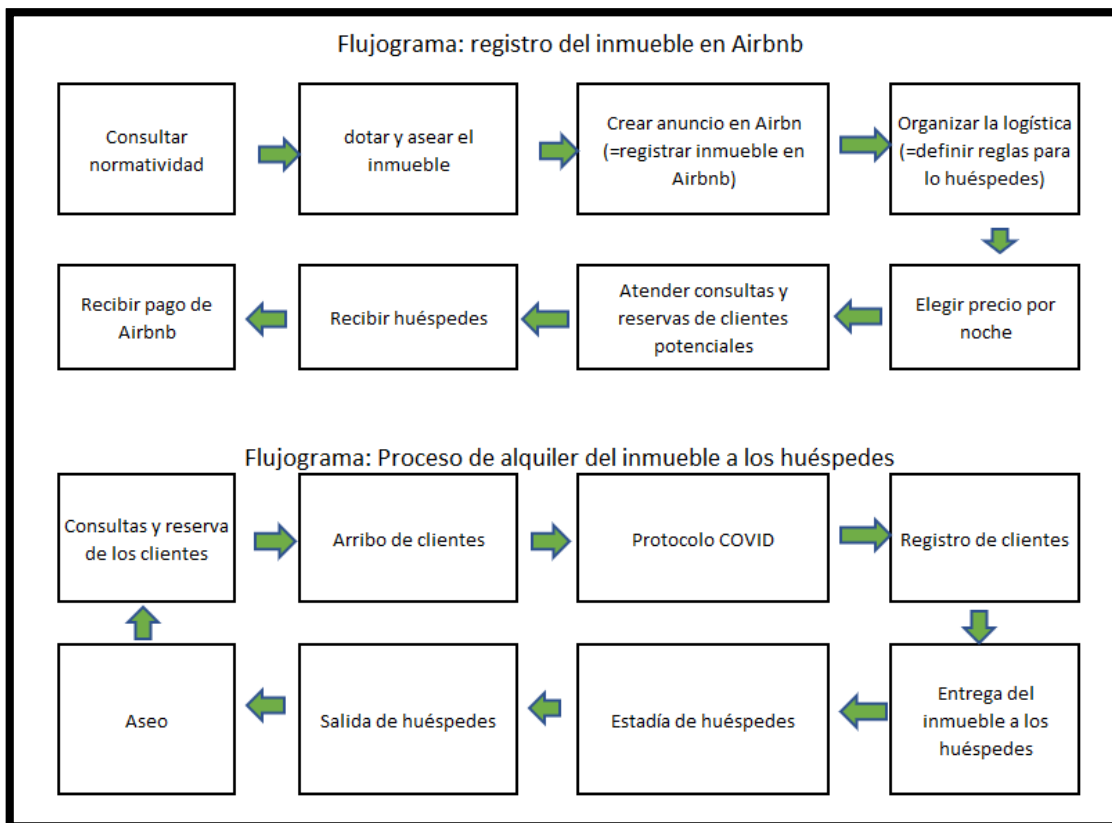 Flujograma: registro del inmueble en Airbnb
Consultar
normatividad
dotar y asear el
inmueble
Crear anuncio en Airbn
(=registrar inmueble en
Airbnb)
Organizar la logística
(=definir reglas para
lo huéspedes)
Recibir pago de
Airbnb
Recibir huéspedes
Atender consultas y
reservas de clientes
potenciales
Elegir precio por
noche
Flujograma: Proceso de alquiler del inmueble a los huéspedes
Consultas y reserva
de los clientes
Arribo de clientes
Protocolo COVID
Registro de clientes
Aseo
Salida de huéspedes
Estadía de huéspedes
Entrega del
inmueble a los
huéspedes